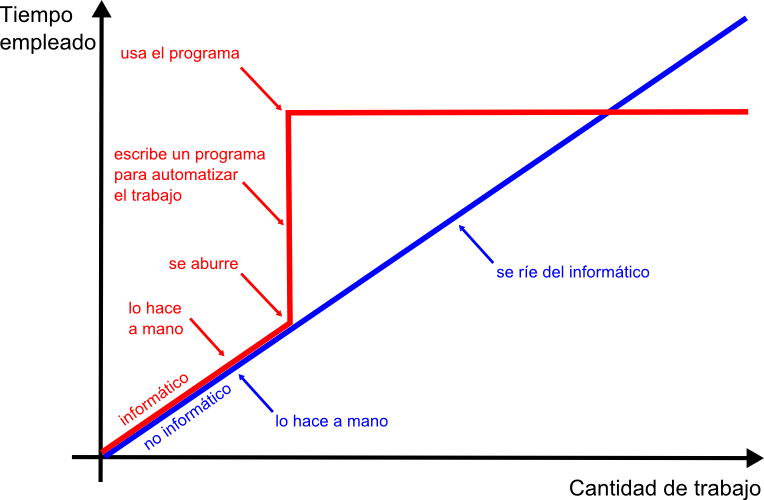 Tiempo
empleado
usa el programa
escribe un programa
para automatizar
el trabajo
se aburre
se ríe del informático
lo hace
a mano
informático
no informático
lo hace a mano
Cantidad de trabajo